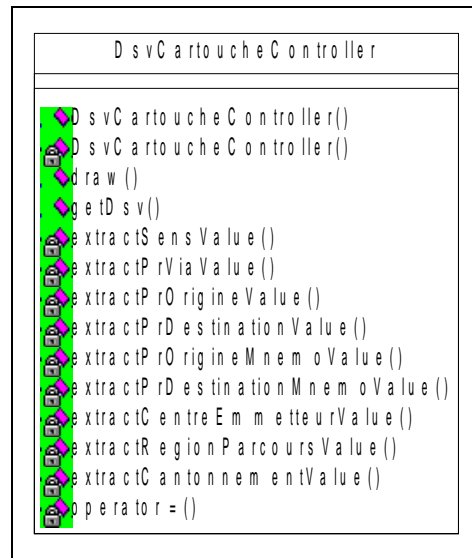 DsvCartoucheController
DsvCartoucheController()
DsvCartoucheController()
draw()
getDsv()
extractSensValue()
extractPrViaValue()
extractPrOrigineValue()
extractPrDestinationValue()
extractPrOrigineMnemoValue()
extractPrDestinationMnemoValue()
extractCentreEmmetteurValue()
extractRegionParcoursValue()
extractCantonnementValue()
operator=()